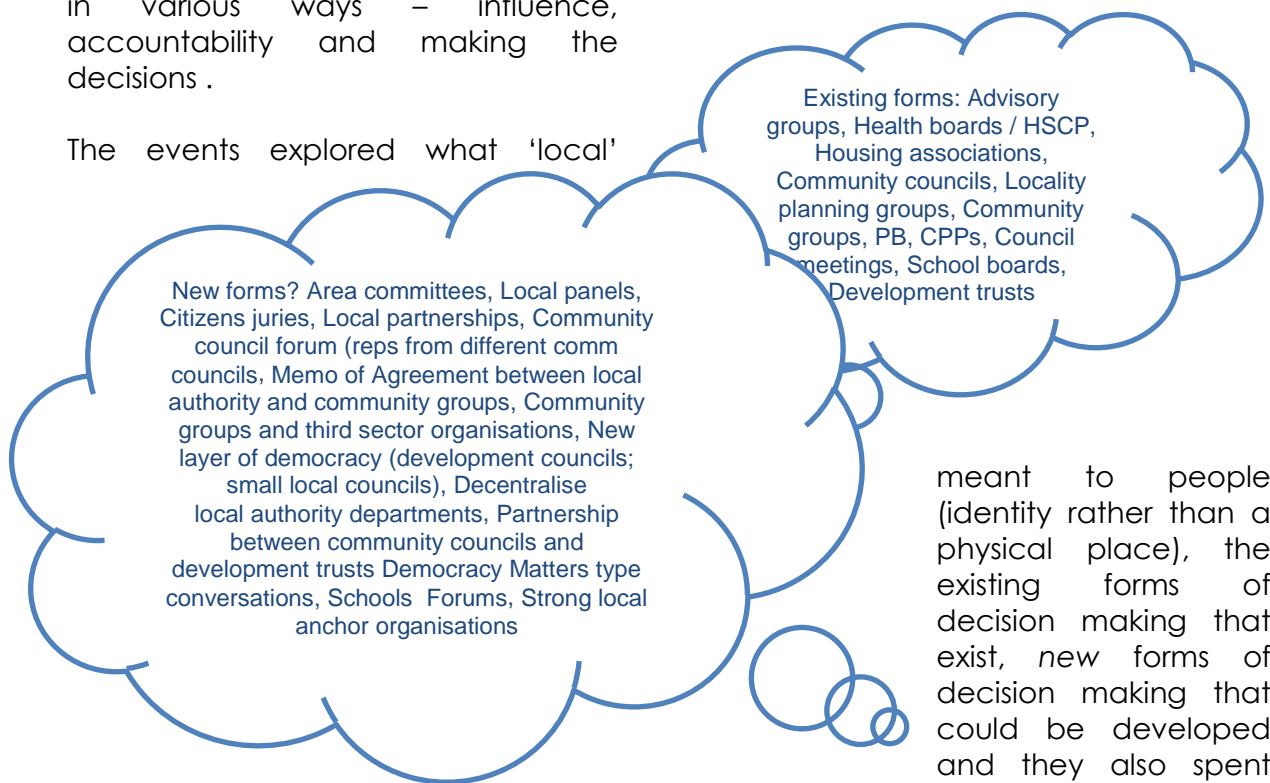 in various ways – influence,
accountability and making the
decisions .
The events explored what ‘local’
Existing forms: Advisory
groups, Health boards / HSCP,
Housing associations,
Community councils, Locality
planning groups, Community
groups, PB, CPPs, Council
meetings, School boards,
Development trusts
New forms? Area committees, Local panels,
Citizens juries, Local partnerships, Community
council forum (reps from different comm
councils, Memo of Agreement between local
authority and community groups, Community
groups and third sector organisations, New
layer of democracy (development councils;
small local councils), Decentralise
local authority departments, Partnership
between community councils and
development trusts Democracy Matters type
conversations, Schools Forums, Strong local
anchor organisations
meant to people
(identity rather than a
physical place), the
existing forms of
decision making that
exist, new forms of
decision making that
could be developed
and they also spent